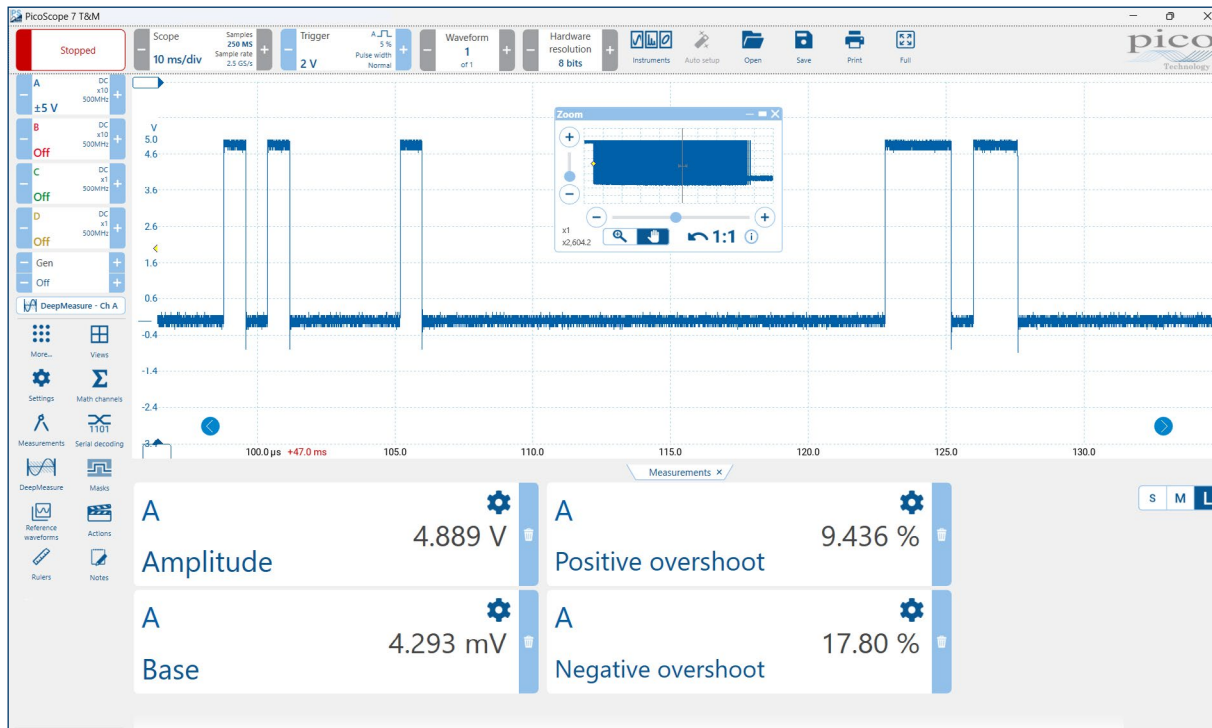 PicoScope 7 T&M
Stopped
Scope
10 ms/div
Samples
250 MS
Sample rate
2.5 GS/s
Trigger
2 V
A
5 %
Pulse width
Normal
Waveform
1
of 1
Hardware
resolution
8 bits
Instruments
Auto setup
Open
Save
Print
Full
pico
Technology
A
DC
x10
500MHz
±5 V
B
DC
x10
500MHz
Off
C
DC
x1
500MHz
Off
D
DC
x1
500MHz
Off
Gen
Off
DeepMeasure - Ch A
More...
Views
Settings
Math channels
Measurements
1101
Serial decoding
DeepMeasure
Masks
Reference
waveforms
Actions
Rulers
Notes
V
5.0
4.6
3.6
2.6
1.6
0.6
-0.4
-1.4
-2.4
-3.4
Zoom
x1
x2,604.2
1:1
100.0 µs +47.0 ms 105.0 110.0 115.0 120.0 125.0 130.0
Measurements ×
S M L
A
4.889 V
Amplitude
A
9.436 %
Positive overshoot
A
4.293 mV
Base
A
17.80 %
Negative overshoot